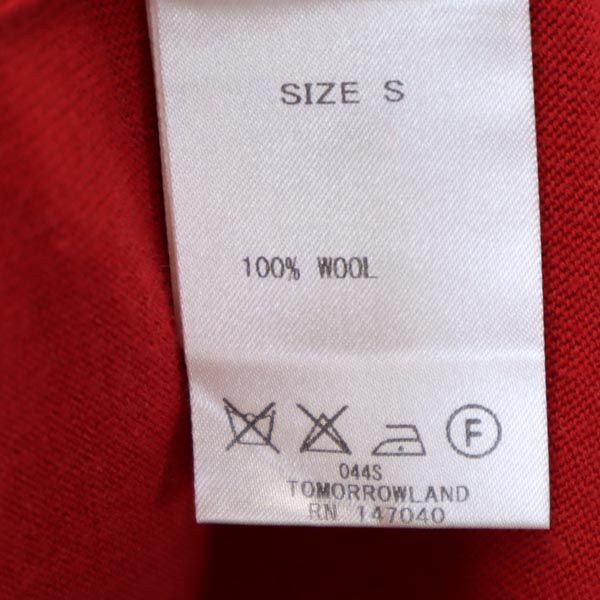 SIZE S
100% WOOL
F
044S
TOMORROWLAND
RN 147040